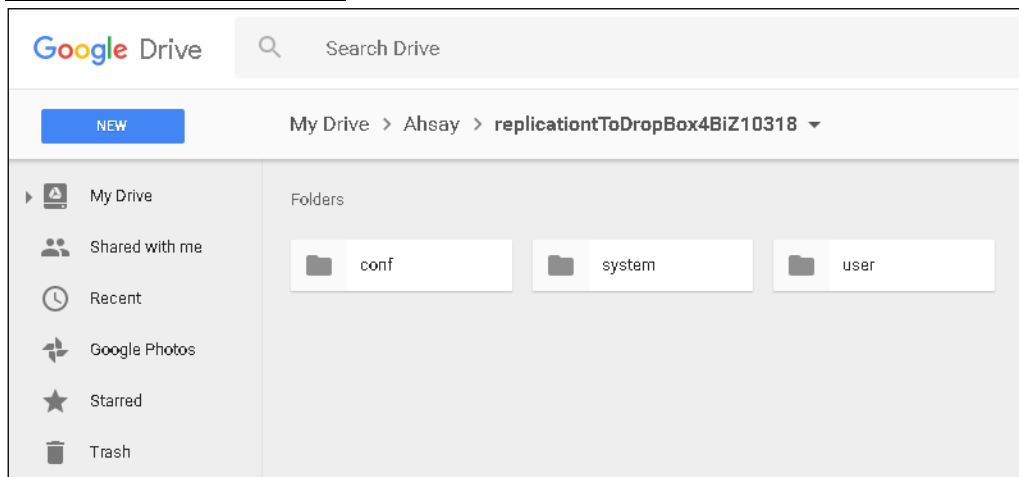 Google Drive
Search Drive
NEW
My Drive > Ahsay > replicationtToDropBox4BiZ10318
My Drive
Folders
Shared with me
conf
system
user
Recent
Google Photos
Starred
Trash